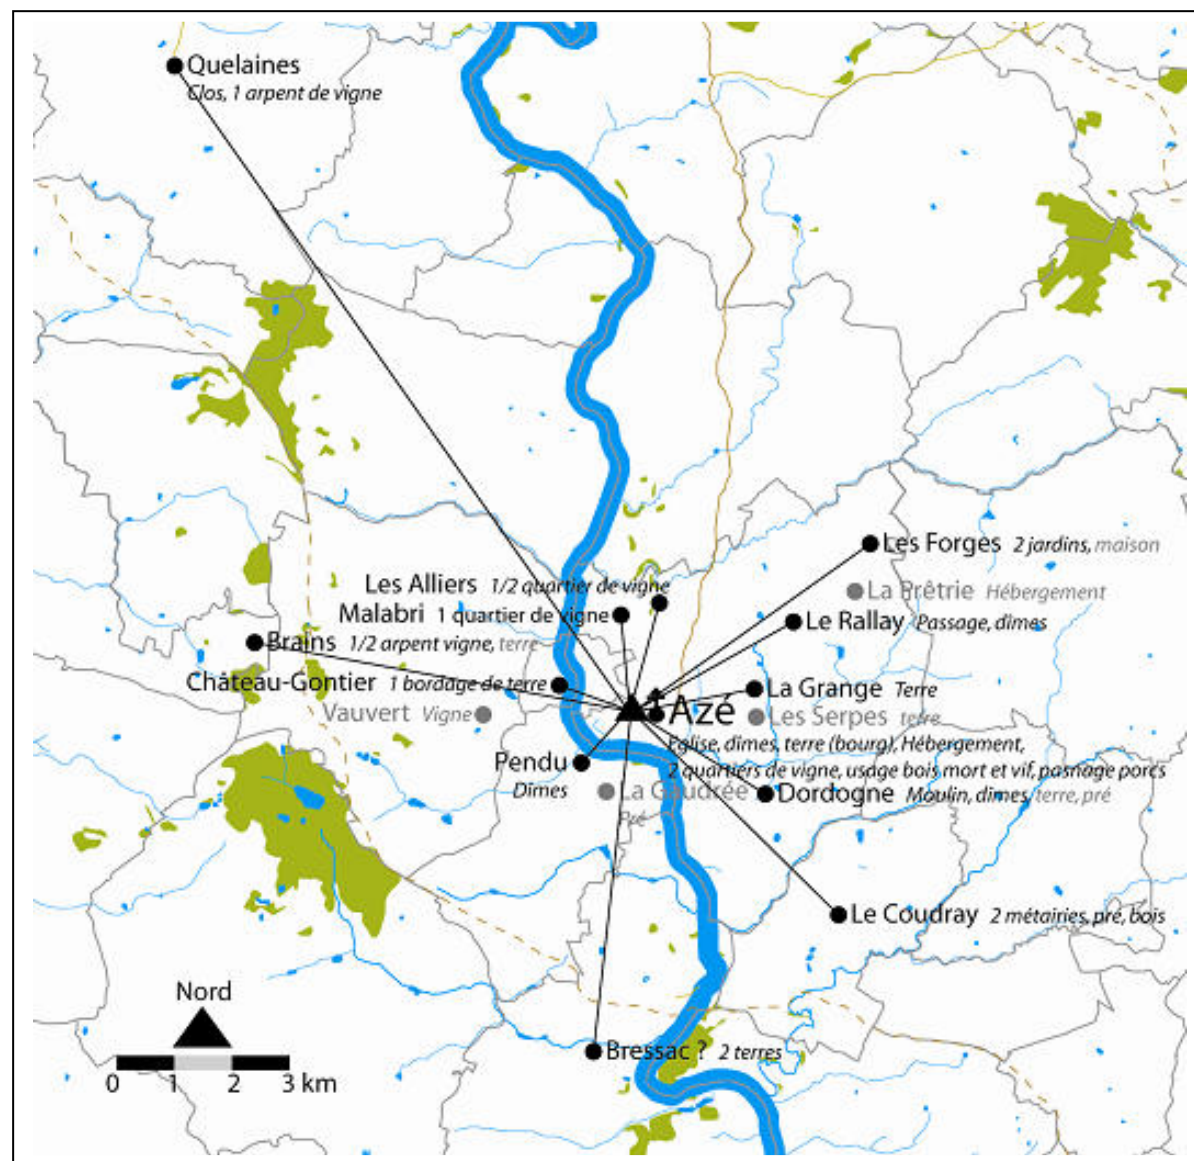 Quelaines
Clos, 1 arpent de vigne
Les Forges 2 jardins, maison
Les Alliers 1/2 quartier de vigne
La Prêtrie Hébergement
Malabri 1 quartier de vigne
Le Rallay Passage, dîmes
Brains 1/2 arpent vigne, terre
Château-Gontier 1 bordage de terre
La Grange Terre
Vauvert Vigne
Azé
Les Serpes terre
Eglise, dîmes, terre (bourg), Hébergement,
2 quartiers de vigne, usage bois mort et vif, pasnage porcs
Pendu
Dîmes
La Gaudrée
Pré
Dordogne Moulin, dîmes, terre, pré
Le Coudray 2 métairies, pré, bois
Nord
0 1 2 3 km
Bressac ? 2 terres